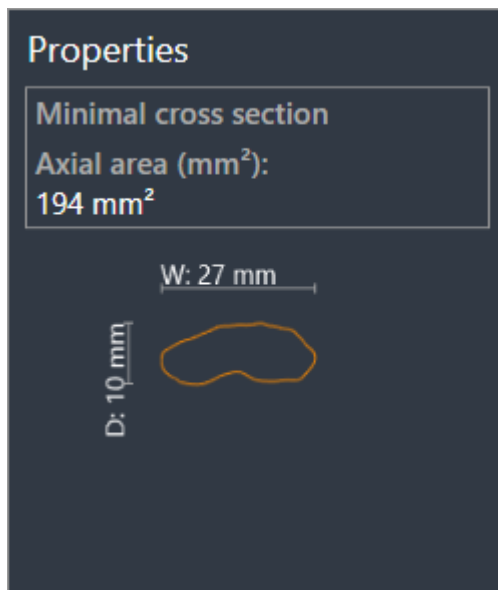 Properties
Minimal cross section
Axial area (mm²):
194 mm²
W: 27 mm
D: 10 mm